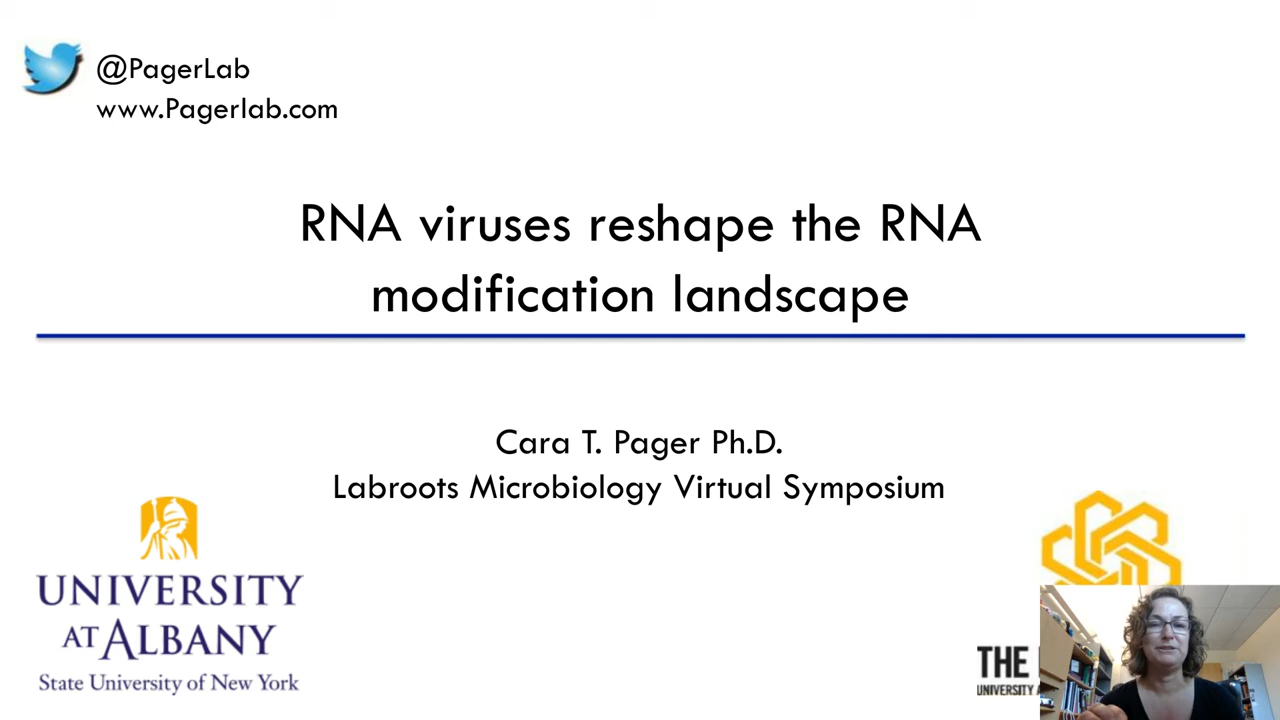 @PagerLab
www.Pagerlab.com
RNA viruses reshape the RNA
modification landscape
Cara T. Pager Ph.D.
Labroots Microbiology Virtual Symposium
UNIVERSITY
AT ALBANY
State University of New York
THE
UNIVERSITY